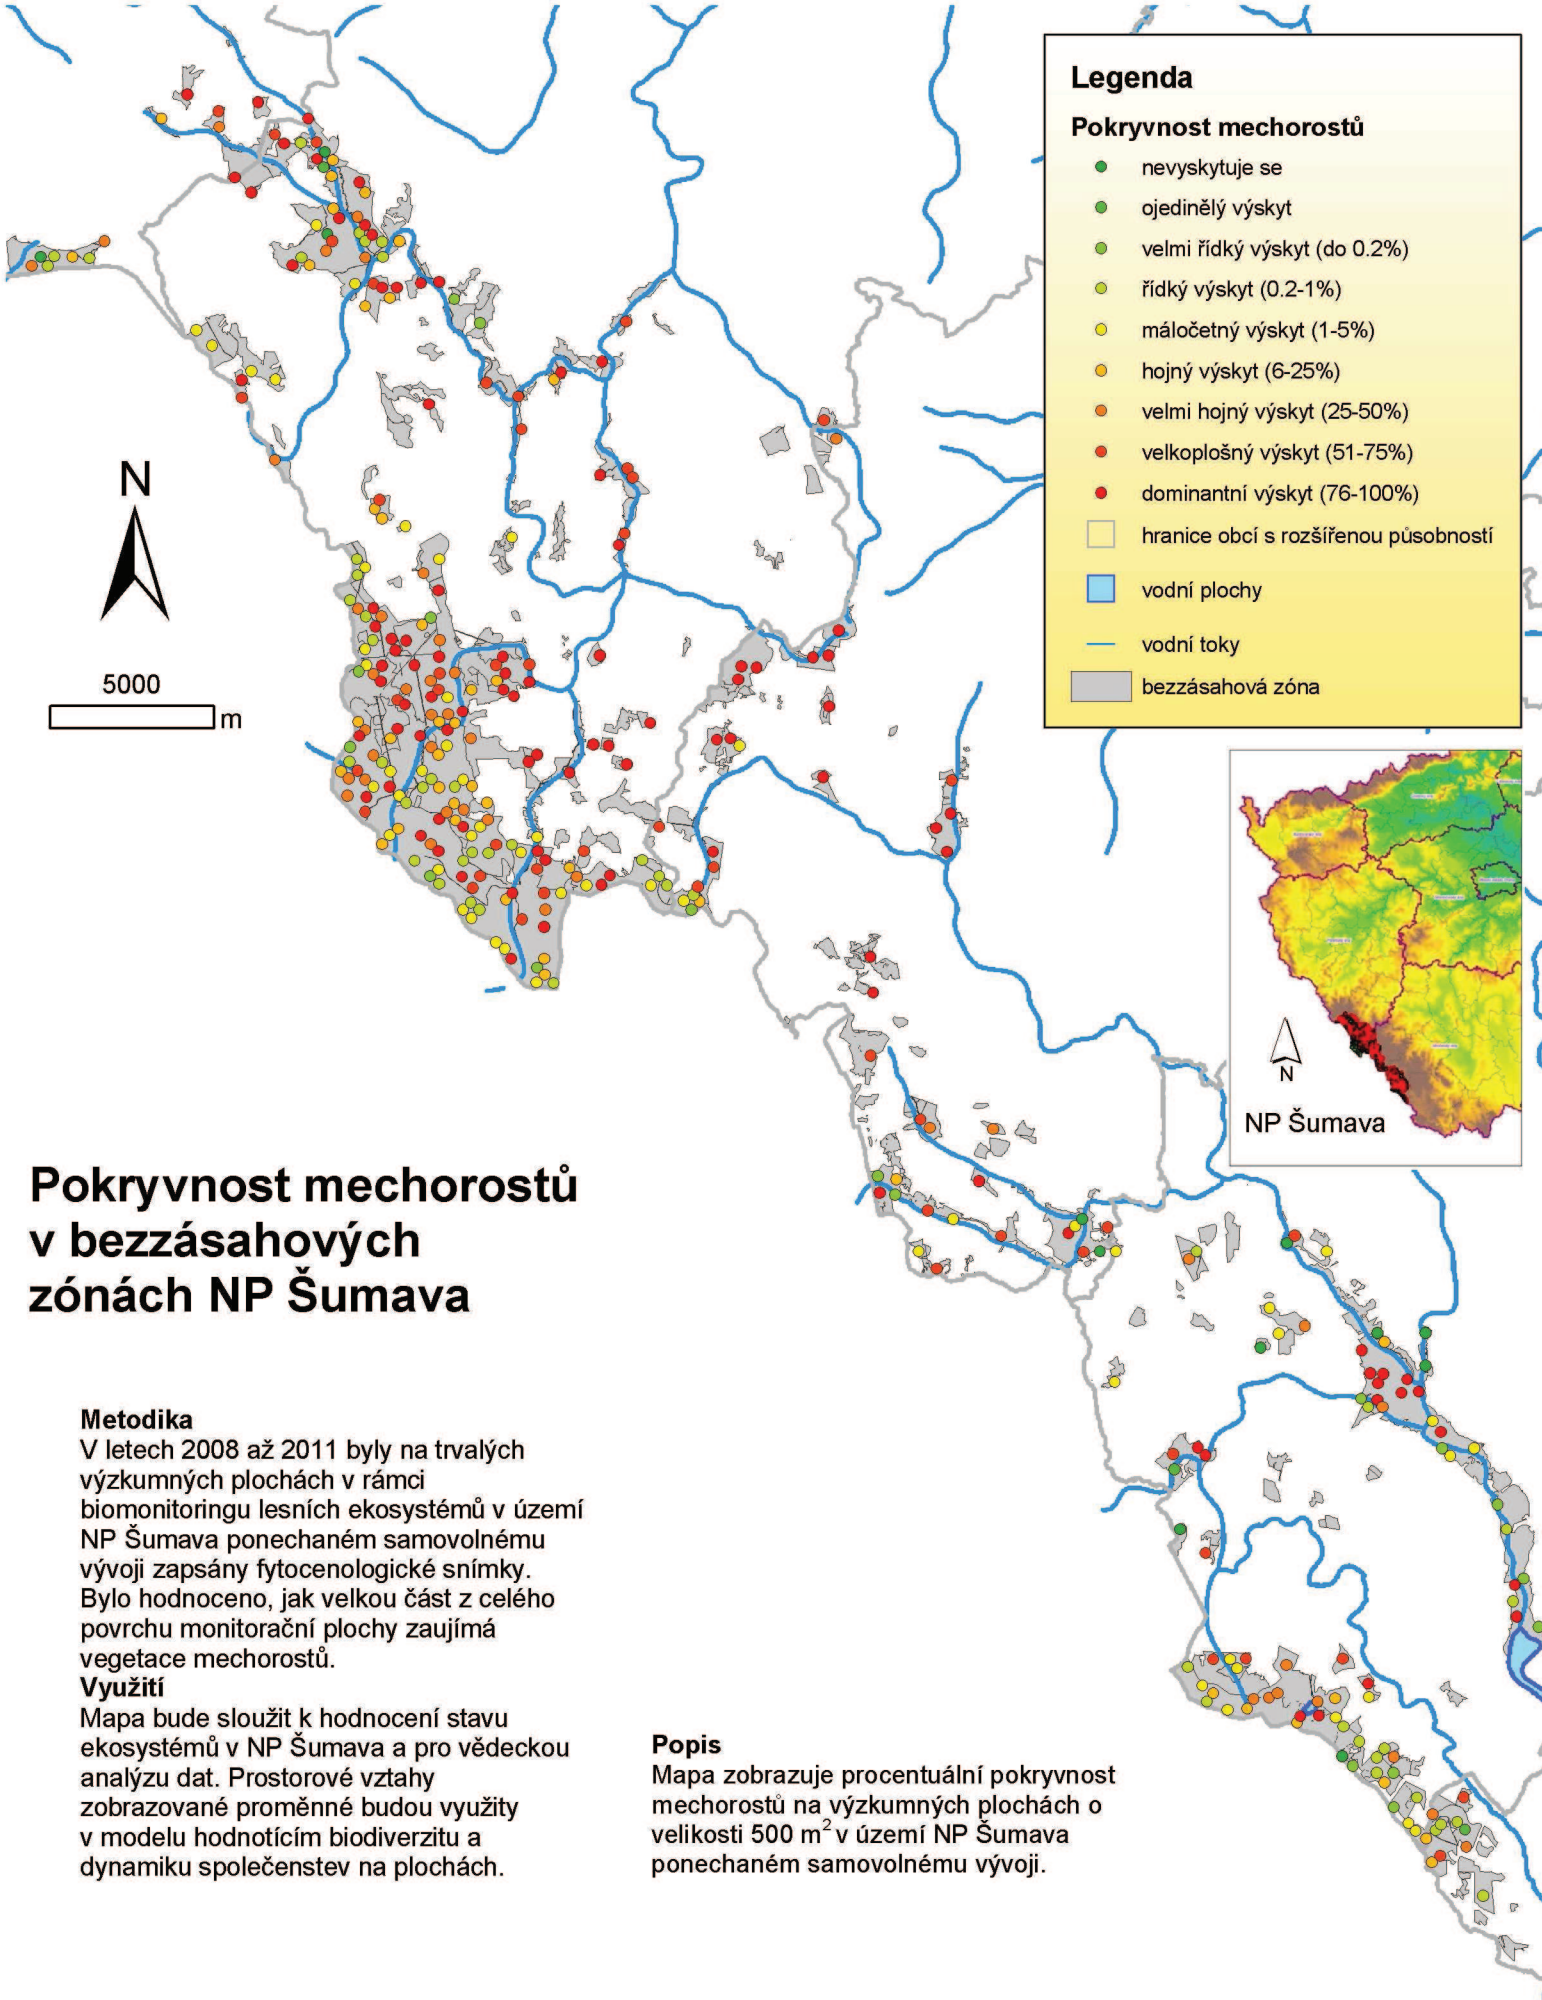 Legenda
Pokryvnost mechorostů
nevyskytuje se
ojedinělý výskyt
velmi řídký výskyt (do 0.2%)
řídký výskyt (0.2-1%)
máločetný výskyt (1-5%)
hojný výskyt (6-25%)
velmi hojný výskyt (25-50%)
velkoplošný výskyt (51-75%)
dominantní výskyt (76-100%)
hranice obcí s rozšířenou působností
vodní plochy
vodní toky
bezzásahová zóna
N
5000
m
N
NP Šumava
Pokryvnost mechorostů
v bezzásahových
zónách NP Šumava
Metodika
V letech 2008 až 2011 byly na trvalých
výzkumných plochách v rámci
biomonitoringu lesních ekosystémů v území
NP Šumava ponechaném samovolnému
vývoji zapsány fytocenologické snímky.
Bylo hodnoceno, jak velkou část z celého
povrchu monitorační plochy zaujímá
vegetace mechorostů.
Využití
Mapa bude sloužit k hodnocení stavu
ekosystémů v NP Šumava a pro vědeckou
analýzu dat. Prostorové vztahy
zobrazované proměnné budou využity
v modelu hodnotícím biodiverzitu a
dynamiku společenstev na plochách.
Popis
Mapa zobrazuje procentuální pokryvnost
mechorostů na výzkumných plochách o
velikosti 500 m² v území NP Šumava
ponechaném samovolnému vývoji.